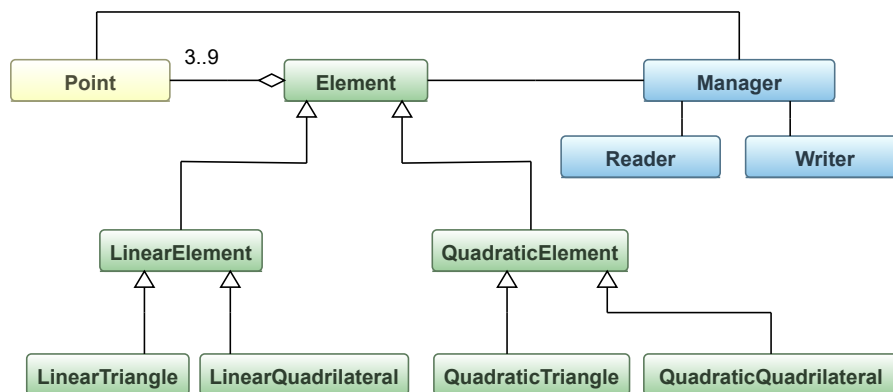 3..9
Point
Element
Manager
Reader
Writer
LinearElement
QuadraticElement
LinearTriangle
LinearQuadrilateral
QuadraticTriangle
QuadraticQuadrilateral